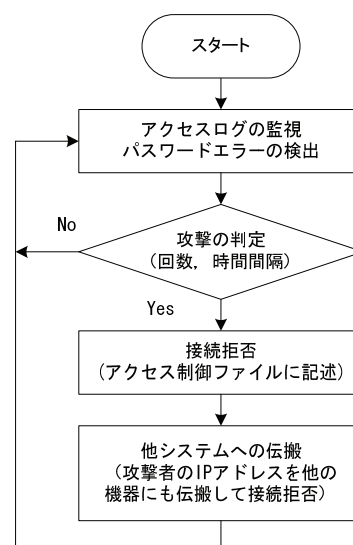 スタート
アクセスログの監視
パスワードエラーの検出
No
攻撃の判定
(回数，時間間隔)
Yes
接続拒否
(アクセス制御ファイルに記述)
他システムへの伝搬
(攻撃者のIPアドレスを他の
機器にも伝搬して接続拒否)